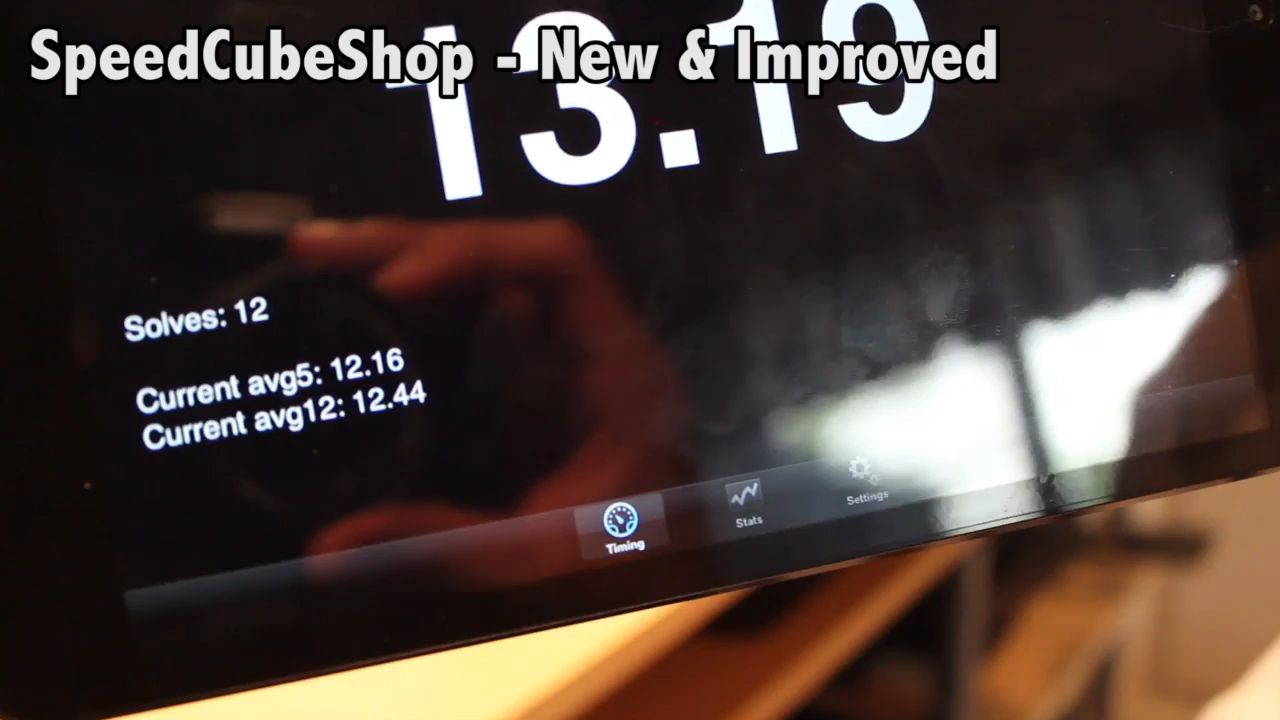 SpeedCubeShop - New & Improved
13.19
Solves: 12
Current avg5: 12.16
Current avg12: 12.44
Timing
Stats
Settings